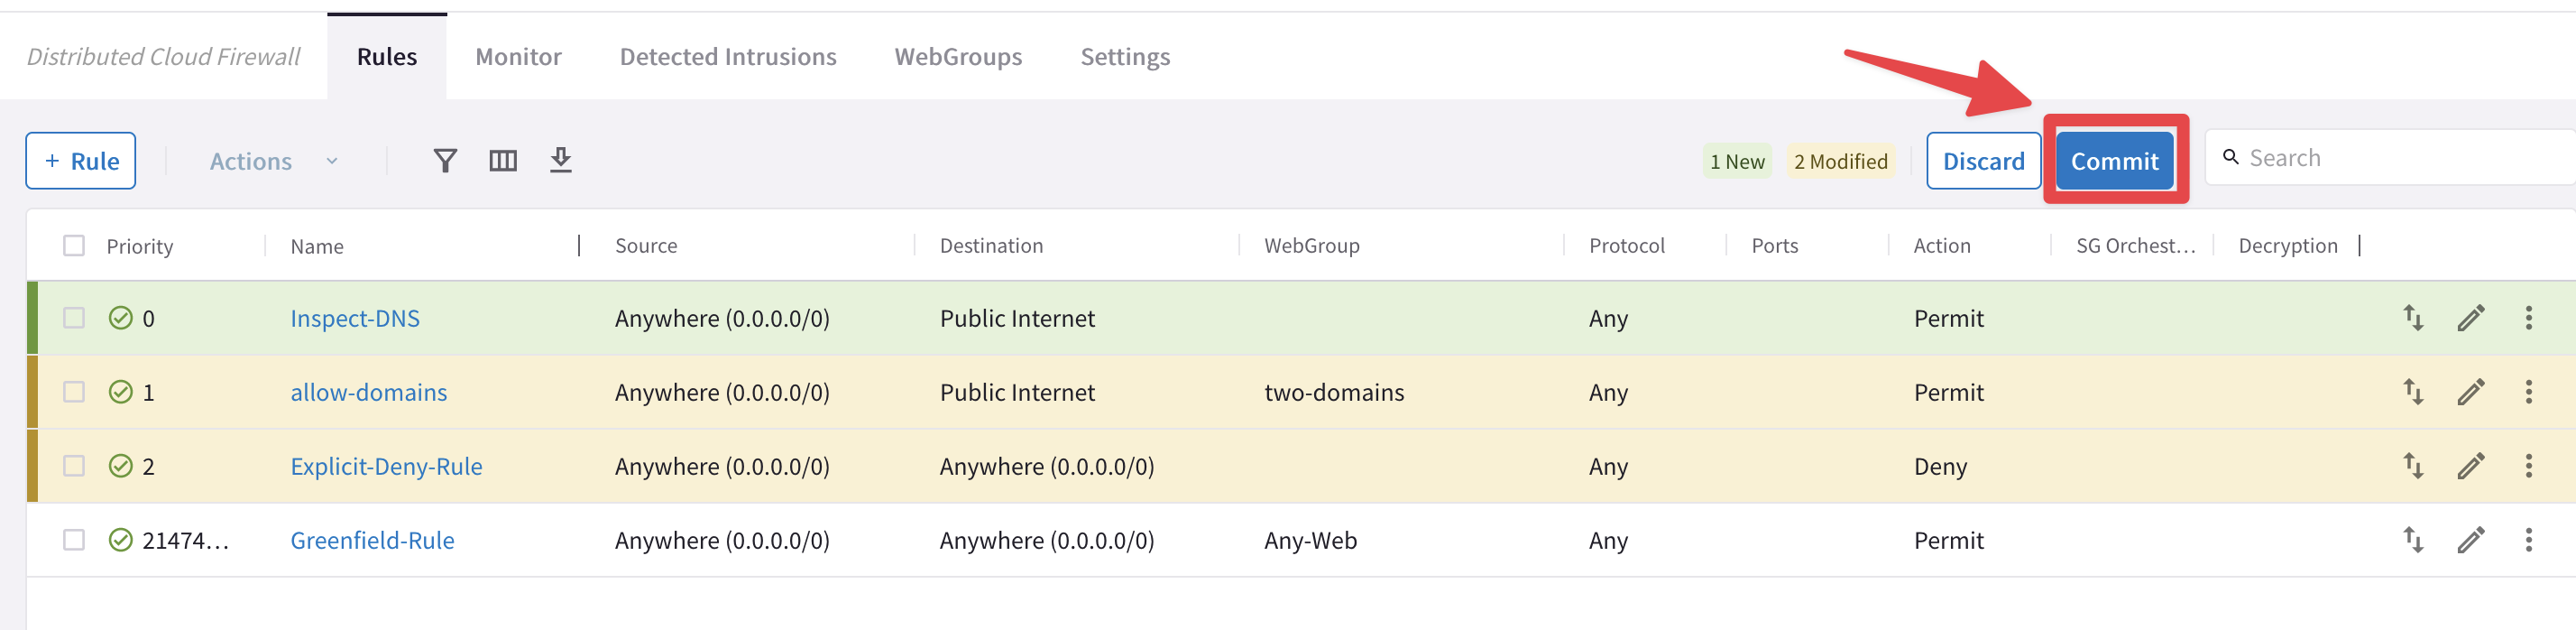 Distributed Cloud Firewall Rules Monitor Detected Intrusions WebGroups Settings
+ Rule Actions 1 New 2 Modified Discard Commit Search
Priority Name Source Destination WebGroup Protocol Ports Action SG Orchest... Decryption
0 Inspect-DNS Anywhere (0.0.0.0/0) Public Internet Any Permit
1 allow-domains Anywhere (0.0.0.0/0) Public Internet two-domains Any Permit
2 Explicit-Deny-Rule Anywhere (0.0.0.0/0) Anywhere (0.0.0.0/0) Any Deny
21474... Greenfield-Rule Anywhere (0.0.0.0/0) Anywhere (0.0.0.0/0) Any-Web Any Permit